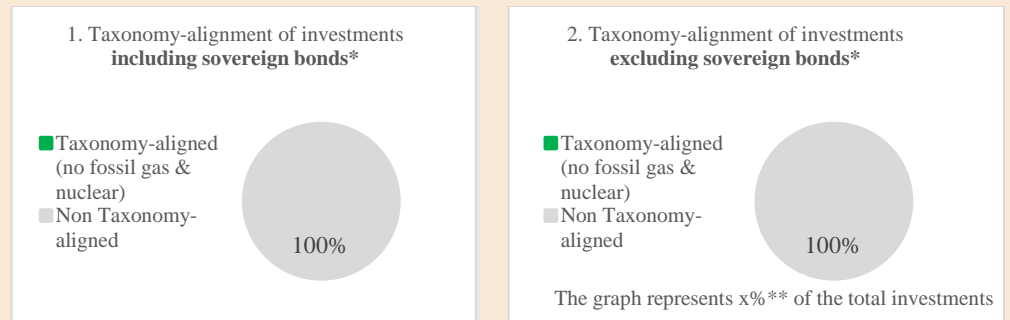 1. Taxonomy-alignment of investments
including sovereign bonds*
Taxonomy-aligned
(no fossil gas &
nuclear)
Non Taxonomy-
aligned
100%
2. Taxonomy-alignment of investments
excluding sovereign bonds*
Taxonomy-aligned
(no fossil gas &
nuclear)
Non Taxonomy-
aligned
100%
The graph represents x%** of the total investments